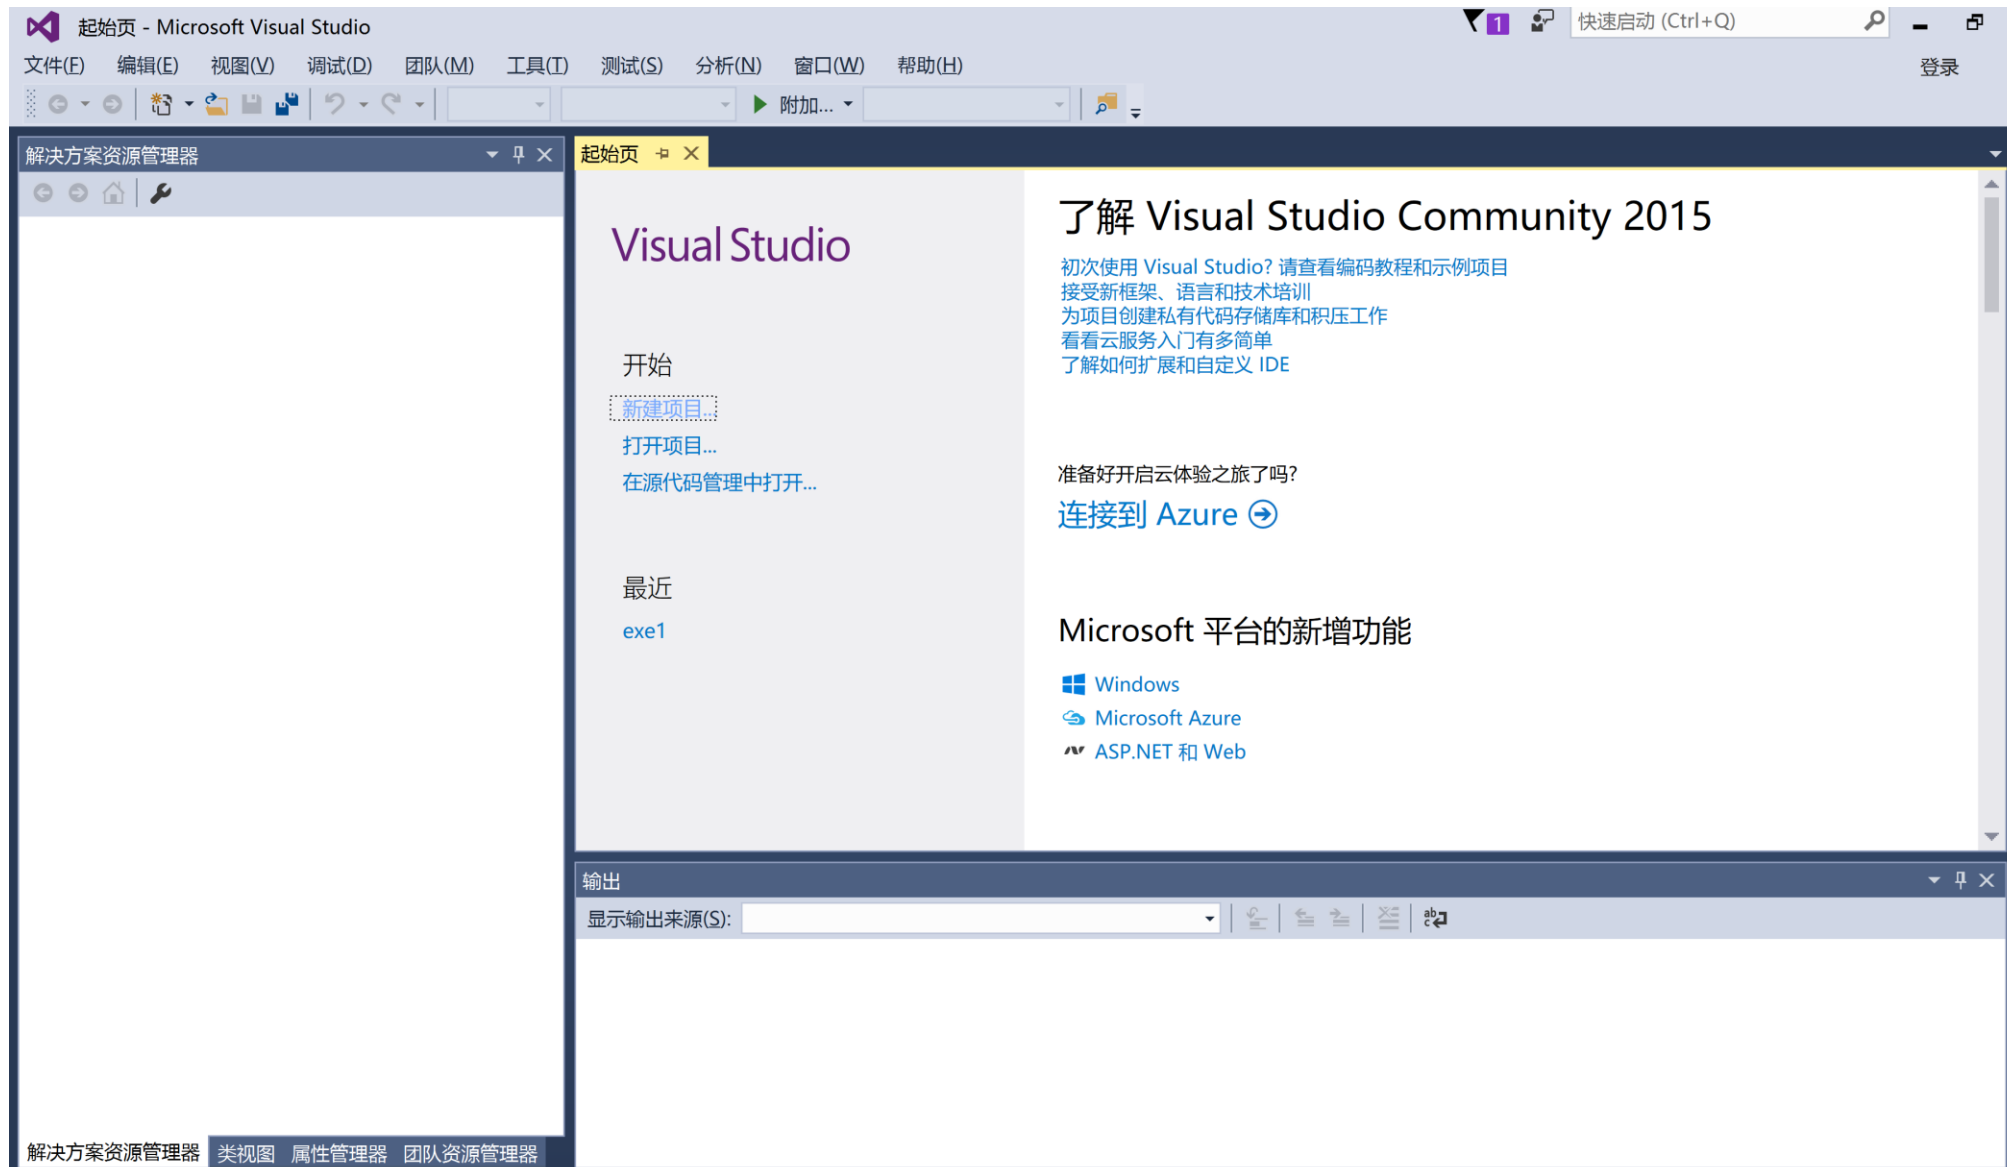 起始页 - Microsoft Visual Studio
1
快速启动 (Ctrl+Q)
文件(F) 编辑(E) 视图(V) 调试(D) 团队(M) 工具(T) 测试(S) 分析(N) 窗口(W) 帮助(H)
登录
附加...
解决方案资源管理器
起始页
Visual Studio
开始
新建项目...
打开项目...
在源代码管理中打开...
最近
exe1
了解 Visual Studio Community 2015
初次使用 Visual Studio? 请查看编码教程和示例项目
接受新框架、语言和技术培训
为项目创建私有代码存储库和积压工作
看看云服务入门有多简单
了解如何扩展和自定义 IDE
准备好开启云体验之旅了吗?
连接到 Azure
Microsoft 平台的新增功能
Windows
Microsoft Azure
ASP.NET 和 Web
输出
显示输出来源(S):
解决方案资源管理器 类视图 属性管理器 团队资源管理器